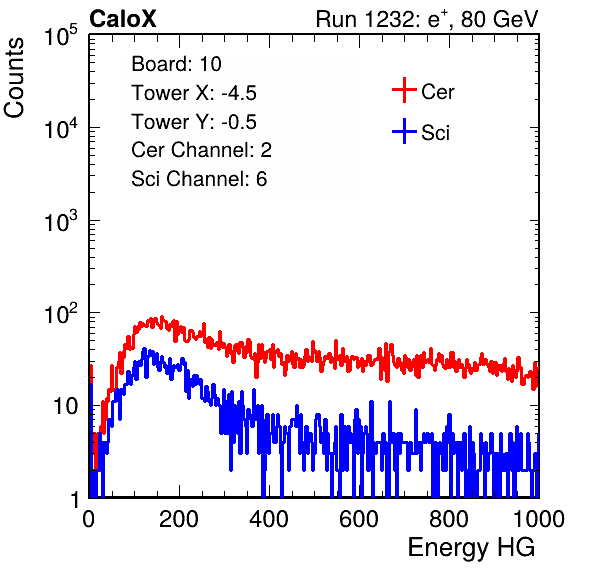 CaloX Run 1232: e⁺, 80 GeV
Counts
10⁵
10⁴
10³
10²
10
1
Board: 10
Tower X: -4.5
Tower Y: -0.5
Cer Channel: 2
Sci Channel: 6
Cer
Sci
0 200 400 600 800 1000
Energy HG